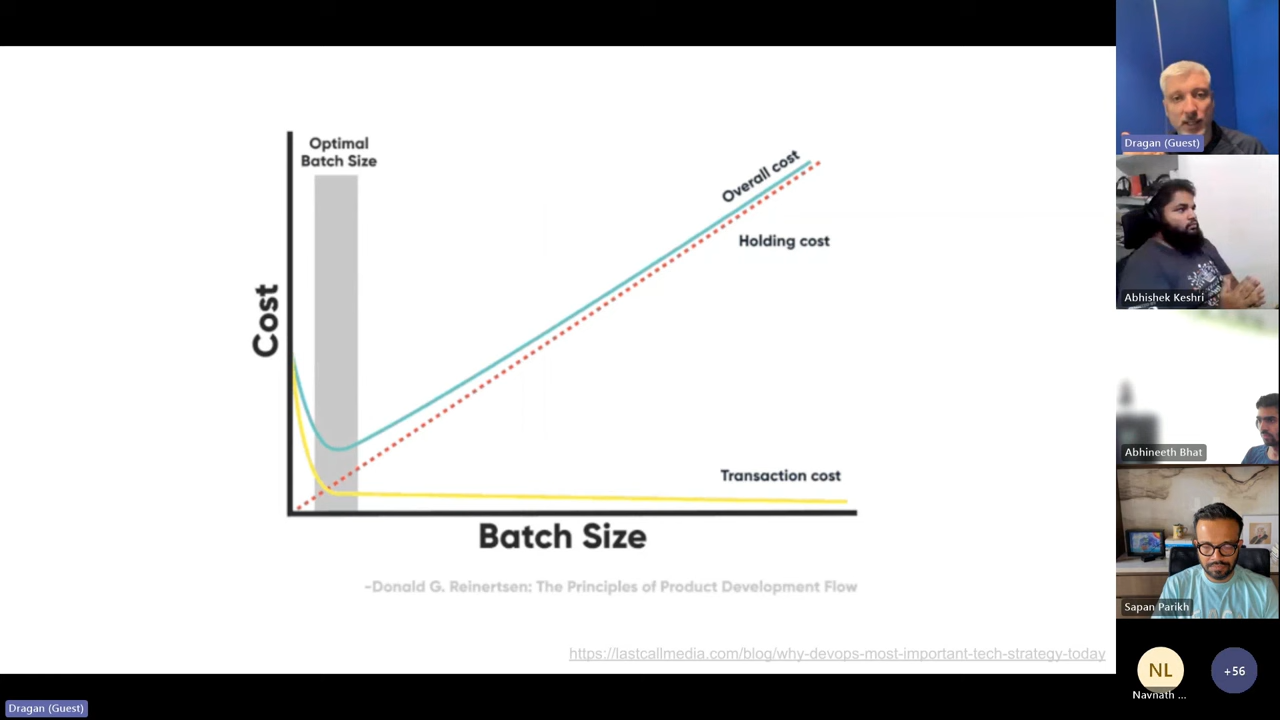 Optimal
Batch Size
Overall cost
Holding cost
Cost
Transaction cost
Batch Size
-Donald G. Reinertsen: The Principles of Product Development Flow
https://lastcallmedia.com/blog/why-devops-most-important-tech-strategy-today
Dragan (Guest)
Dragan (Guest)
Abhishek Keshri
Abhineeth Bhat
Sapan Parikh
NL
+56
Navnath ...